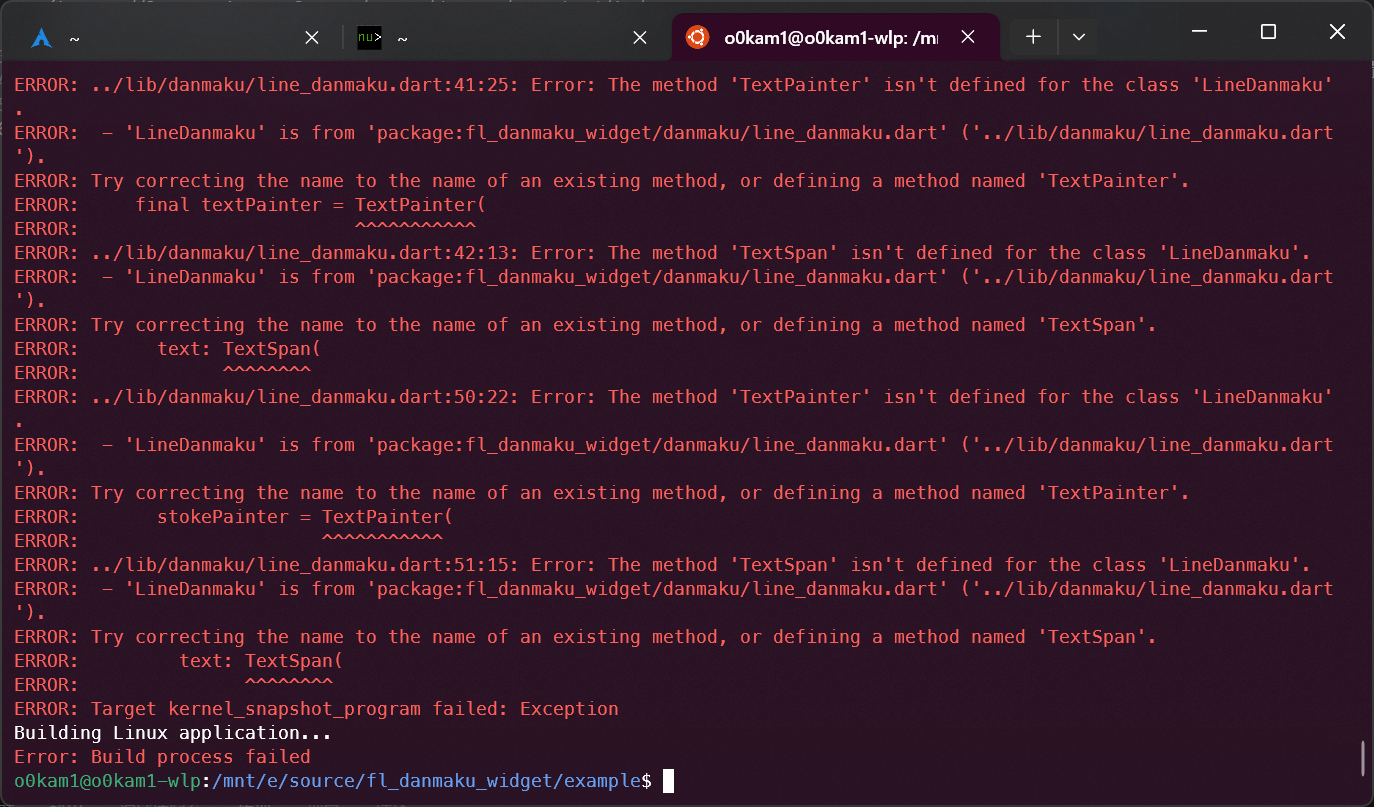 ~
nu>
~
o0kam1@o0kam1-wlp: /m
ERROR: ../lib/danmaku/line_danmaku.dart:41:25: Error: The method 'TextPainter' isn't defined for the class 'LineDanmaku'
.
ERROR:  - 'LineDanmaku' is from 'package:fl_danmaku_widget/danmaku/line_danmaku.dart' ('../lib/danmaku/line_danmaku.dart
').
ERROR: Try correcting the name to the name of an existing method, or defining a method named 'TextPainter'.
ERROR:     final textPainter = TextPainter(
ERROR:                         ^^^^^^^^^^^
ERROR: ../lib/danmaku/line_danmaku.dart:42:13: Error: The method 'TextSpan' isn't defined for the class 'LineDanmaku'.
ERROR:  - 'LineDanmaku' is from 'package:fl_danmaku_widget/danmaku/line_danmaku.dart' ('../lib/danmaku/line_danmaku.dart
').
ERROR: Try correcting the name to the name of an existing method, or defining a method named 'TextSpan'.
ERROR:       text: TextSpan(
ERROR:             ^^^^^^^^
ERROR: ../lib/danmaku/line_danmaku.dart:50:22: Error: The method 'TextPainter' isn't defined for the class 'LineDanmaku'
.
ERROR:  - 'LineDanmaku' is from 'package:fl_danmaku_widget/danmaku/line_danmaku.dart' ('../lib/danmaku/line_danmaku.dart
').
ERROR: Try correcting the name to the name of an existing method, or defining a method named 'TextPainter'.
ERROR:       stokePainter = TextPainter(
ERROR:                      ^^^^^^^^^^^
ERROR: ../lib/danmaku/line_danmaku.dart:51:15: Error: The method 'TextSpan' isn't defined for the class 'LineDanmaku'.
ERROR:  - 'LineDanmaku' is from 'package:fl_danmaku_widget/danmaku/line_danmaku.dart' ('../lib/danmaku/line_danmaku.dart
').
ERROR: Try correcting the name to the name of an existing method, or defining a method named 'TextSpan'.
ERROR:         text: TextSpan(
ERROR:               ^^^^^^^^
ERROR: Target kernel_snapshot_program failed: Exception
Building Linux application...
Error: Build process failed
o0kam1@o0kam1-wlp:/mnt/e/source/fl_danmaku_widget/example$